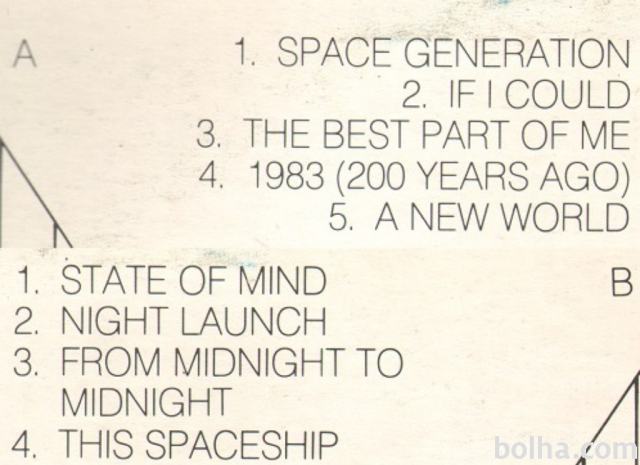 A
1. SPACE GENERATION
2. IF I COULD
3. THE BEST PART OF ME
4. 1983 (200 YEARS AGO)
5. A NEW WORLD
B
1. STATE OF MIND
2. NIGHT LAUNCH
3. FROM MIDNIGHT TO
MIDNIGHT
4. THIS SPACESHIP
bolha.com